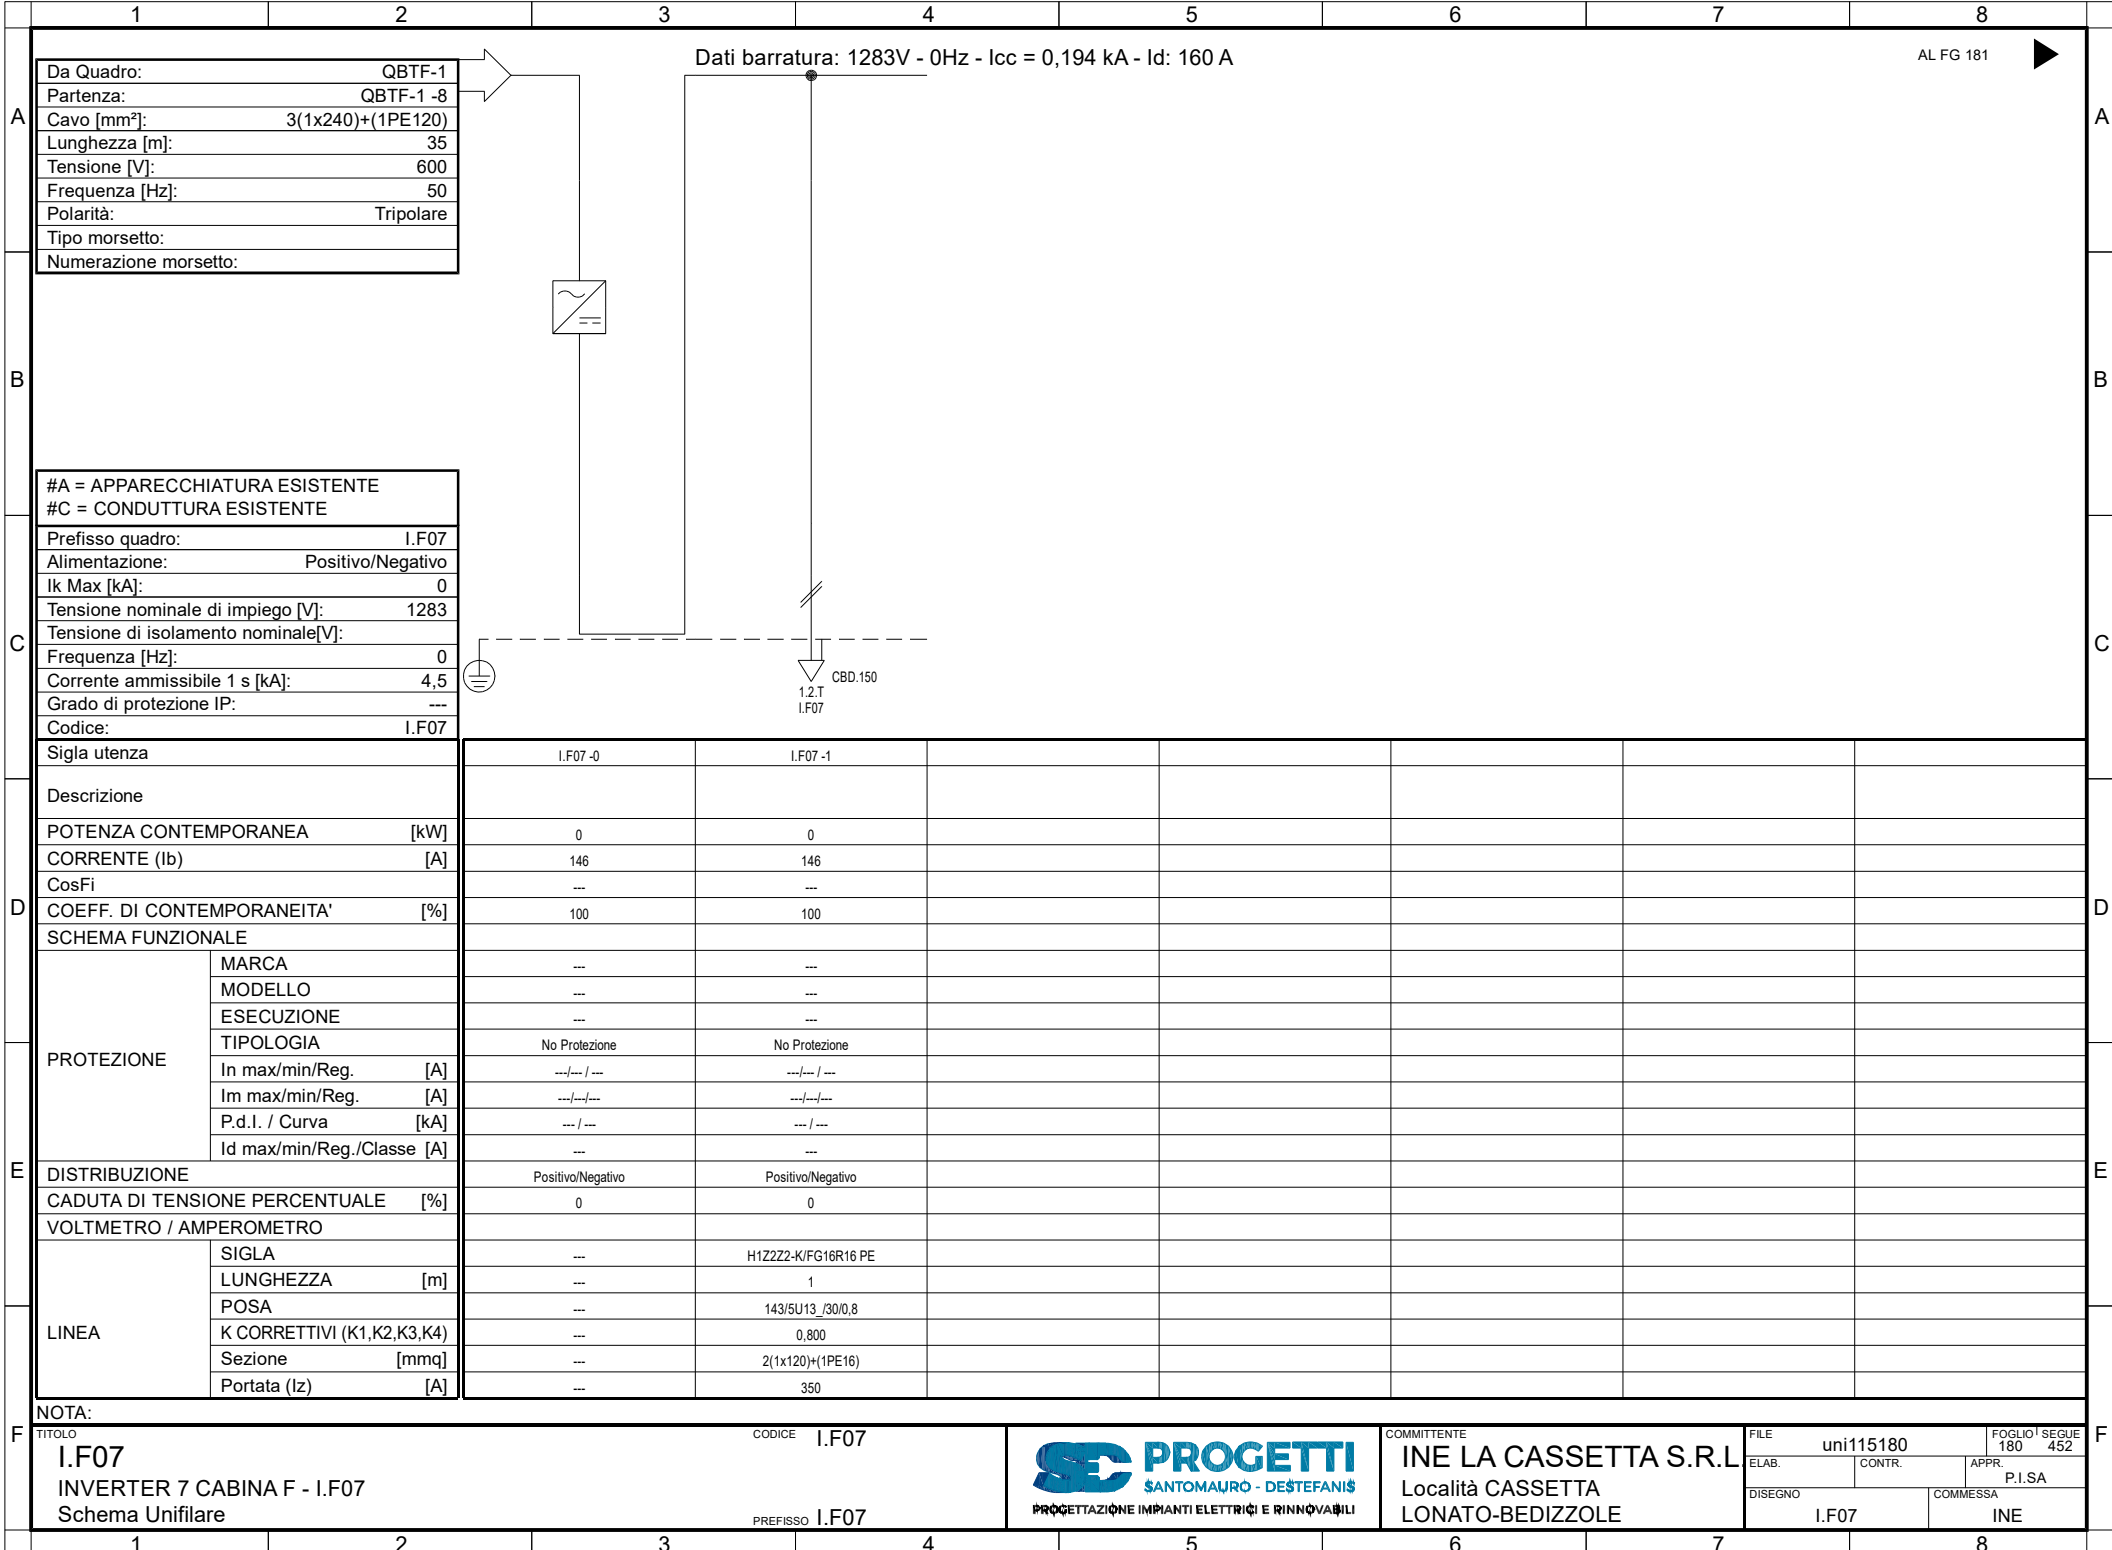 1 2 3 4 5 6 7 8
Dati barratura: 1283V - 0Hz - Icc = 0,194 kA - Id: 160 A
AL FG 181
Da Quadro: QBTF-1
Partenza: QBTF-1 -8
Cavo [mm²]: 3(1x240)+(1PE120)
Lunghezza [m]: 35
Tensione [V]: 600
Frequenza [Hz]: 50
Polarità: Tripolare
Tipo morsetto:
Numerazione morsetto:
A A
B B
#A = APPARECCHIATURA ESISTENTE
#C = CONDUTTURA ESISTENTE
Prefisso quadro: I.F07
Alimentazione: Positivo/Negativo
Ik Max [kA]: 0
Tensione nominale di impiego [V]: 1283
Tensione di isolamento nominale[V]:
Frequenza [Hz]: 0
Corrente ammissibile 1 s [kA]: 4,5
Grado di protezione IP: ---
Codice: I.F07
C C
CBD.150
1.2.T
I.F07
Sigla utenza I.F07 -0 I.F07 -1
Descrizione
POTENZA CONTEMPORANEA [kW] 0 0
CORRENTE (Ib) [A] 146 146
CosFi --- ---
D COEFF. DI CONTEMPORANEITA' [%] 100 100 D
SCHEMA FUNZIONALE
PROTEZIONE
MARCA --- ---
MODELLO --- ---
ESECUZIONE --- ---
TIPOLOGIA No Protezione No Protezione
In max/min/Reg. [A] ---/--- / --- ---/--- / ---
Im max/min/Reg. [A] ---/---/--- ---/---/---
P.d.I. / Curva [kA] --- / --- --- / ---
Id max/min/Reg./Classe [A] --- ---
E DISTRIBUZIONE Positivo/Negativo Positivo/Negativo E
CADUTA DI TENSIONE PERCENTUALE [%] 0 0
VOLTMETRO / AMPEROMETRO
LINEA
SIGLA --- H1Z2Z2-K/FG16R16 PE
LUNGHEZZA [m] --- 1
POSA --- 143/5U13_/30/0,8
K CORRETTIVI (K1,K2,K3,K4) --- 0,800
Sezione [mmq] --- 2(1x120)+(1PE16)
Portata (Iz) [A] --- 350
NOTA:
F F
TITOLO
I.F07
INVERTER 7 CABINA F - I.F07
Schema Unifilare
CODICE I.F07
PREFISSO I.F07
SD PROGETTI
SANTOMAURO - DESTEFANIS
PROGETTAZIONE IMPIANTI ELETTRICI E RINNOVABILI
COMMITTENTE
INE LA CASSETTA S.R.L.
Località CASSETTA
LONATO-BEDIZZOLE
FILE uni115180
FOGLIO 180 SEGUE 452
ELAB. CONTR. APPR. P.I.SA
DISEGNO I.F07
COMMESSA INE
1 2 3 4 5 6 7 8